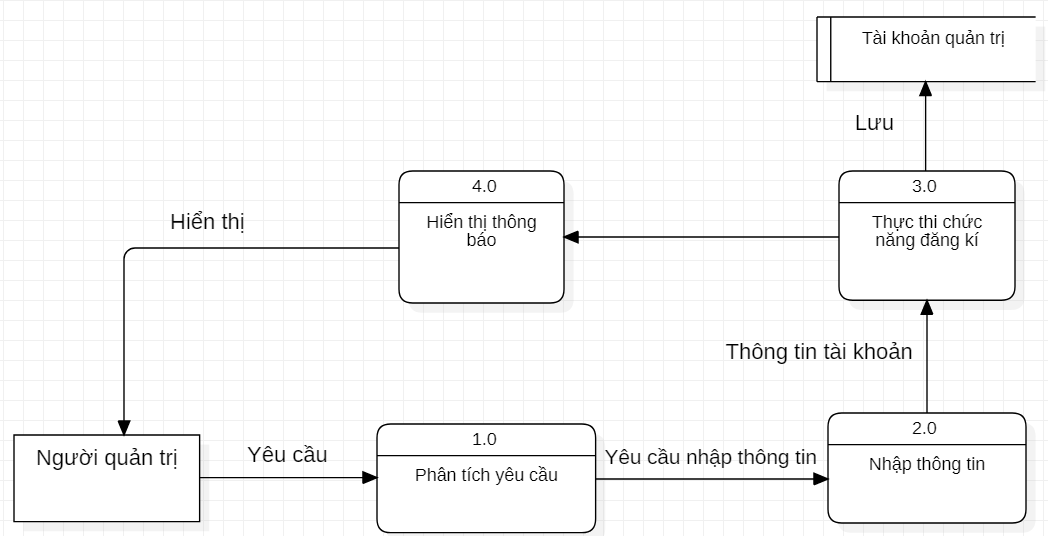 Tài khoản quản trị
Lưu
4.0
Hiển thị thông
báo
3.0
Thực thi chức
năng đăng kí
Hiển thị
Thông tin tài khoản
Người quản trị
Yêu cầu
1.0
Phân tích yêu cầu
Yêu cầu nhập thông tin
2.0
Nhập thông tin